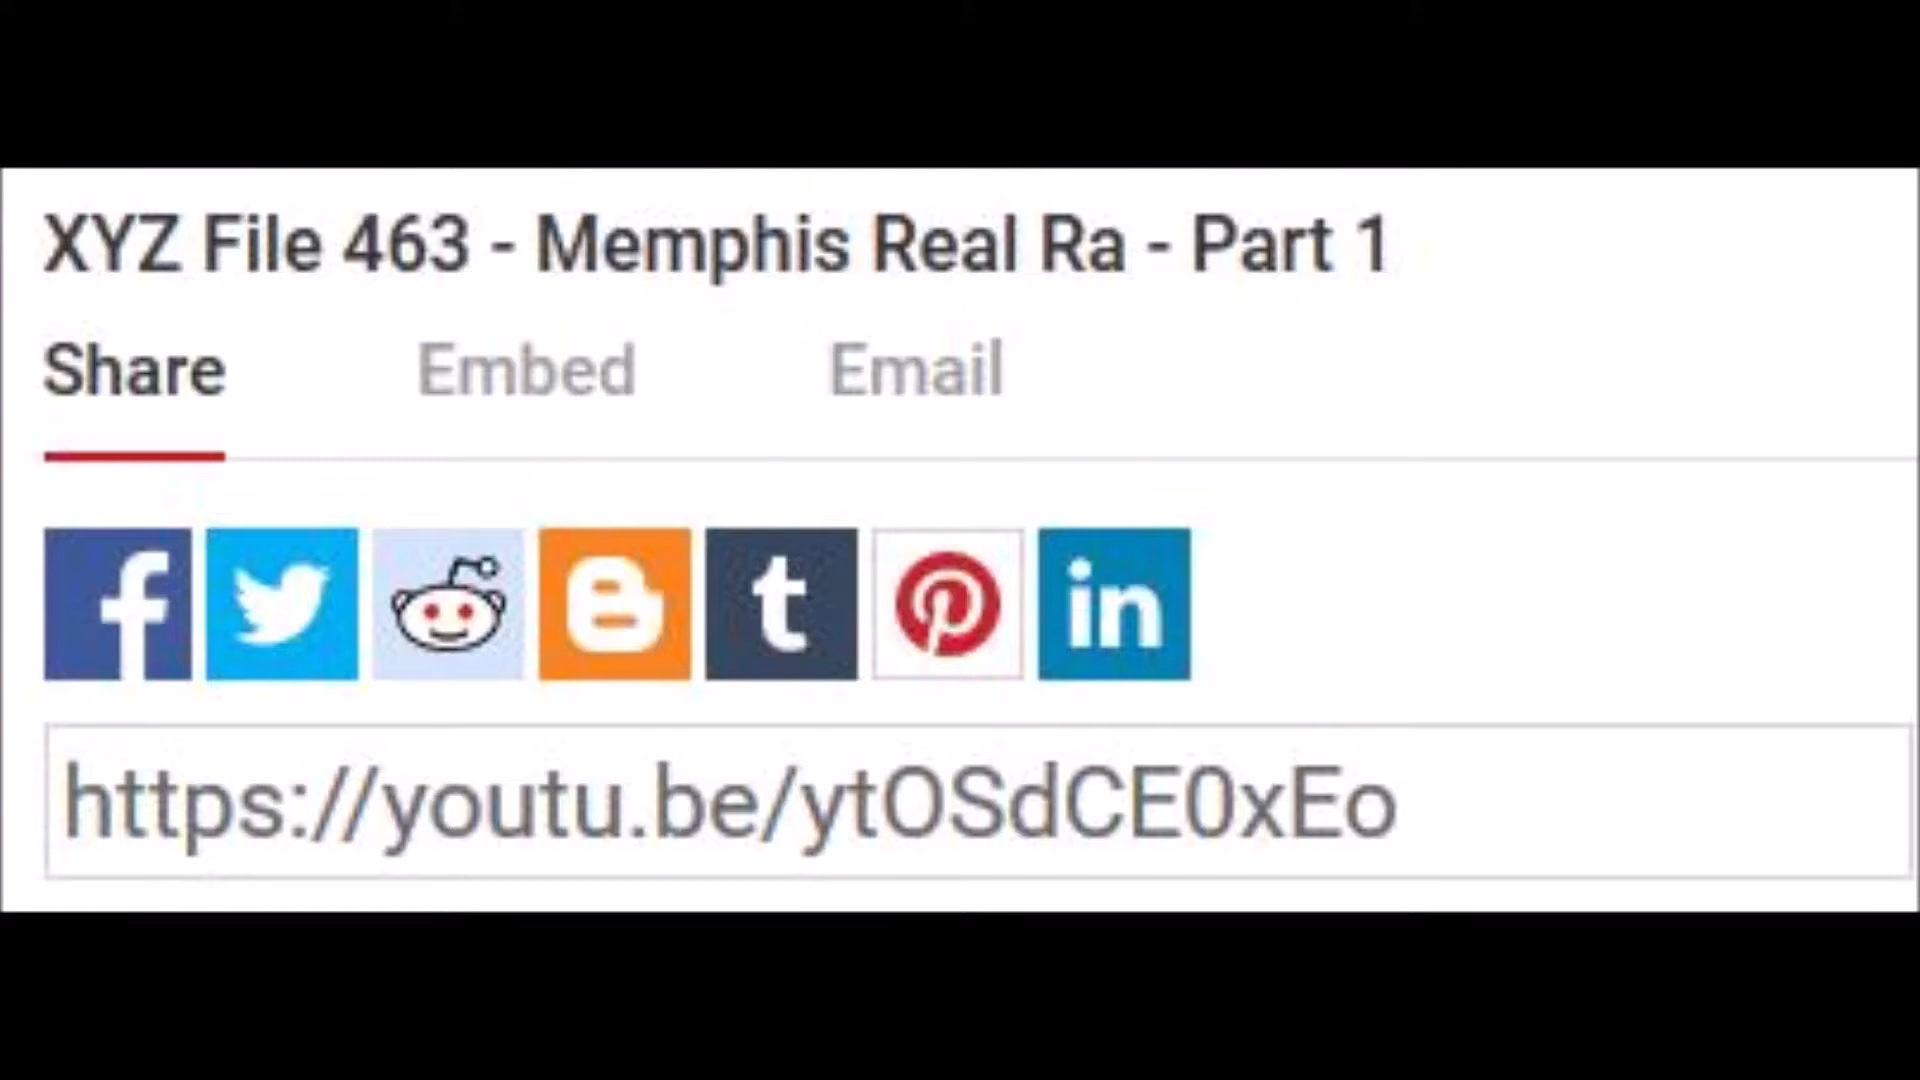 XYZ File 463 - Memphis Real Ra - Part 1
Share Embed Email
https://youtu.be/ytOSdCE0xEo